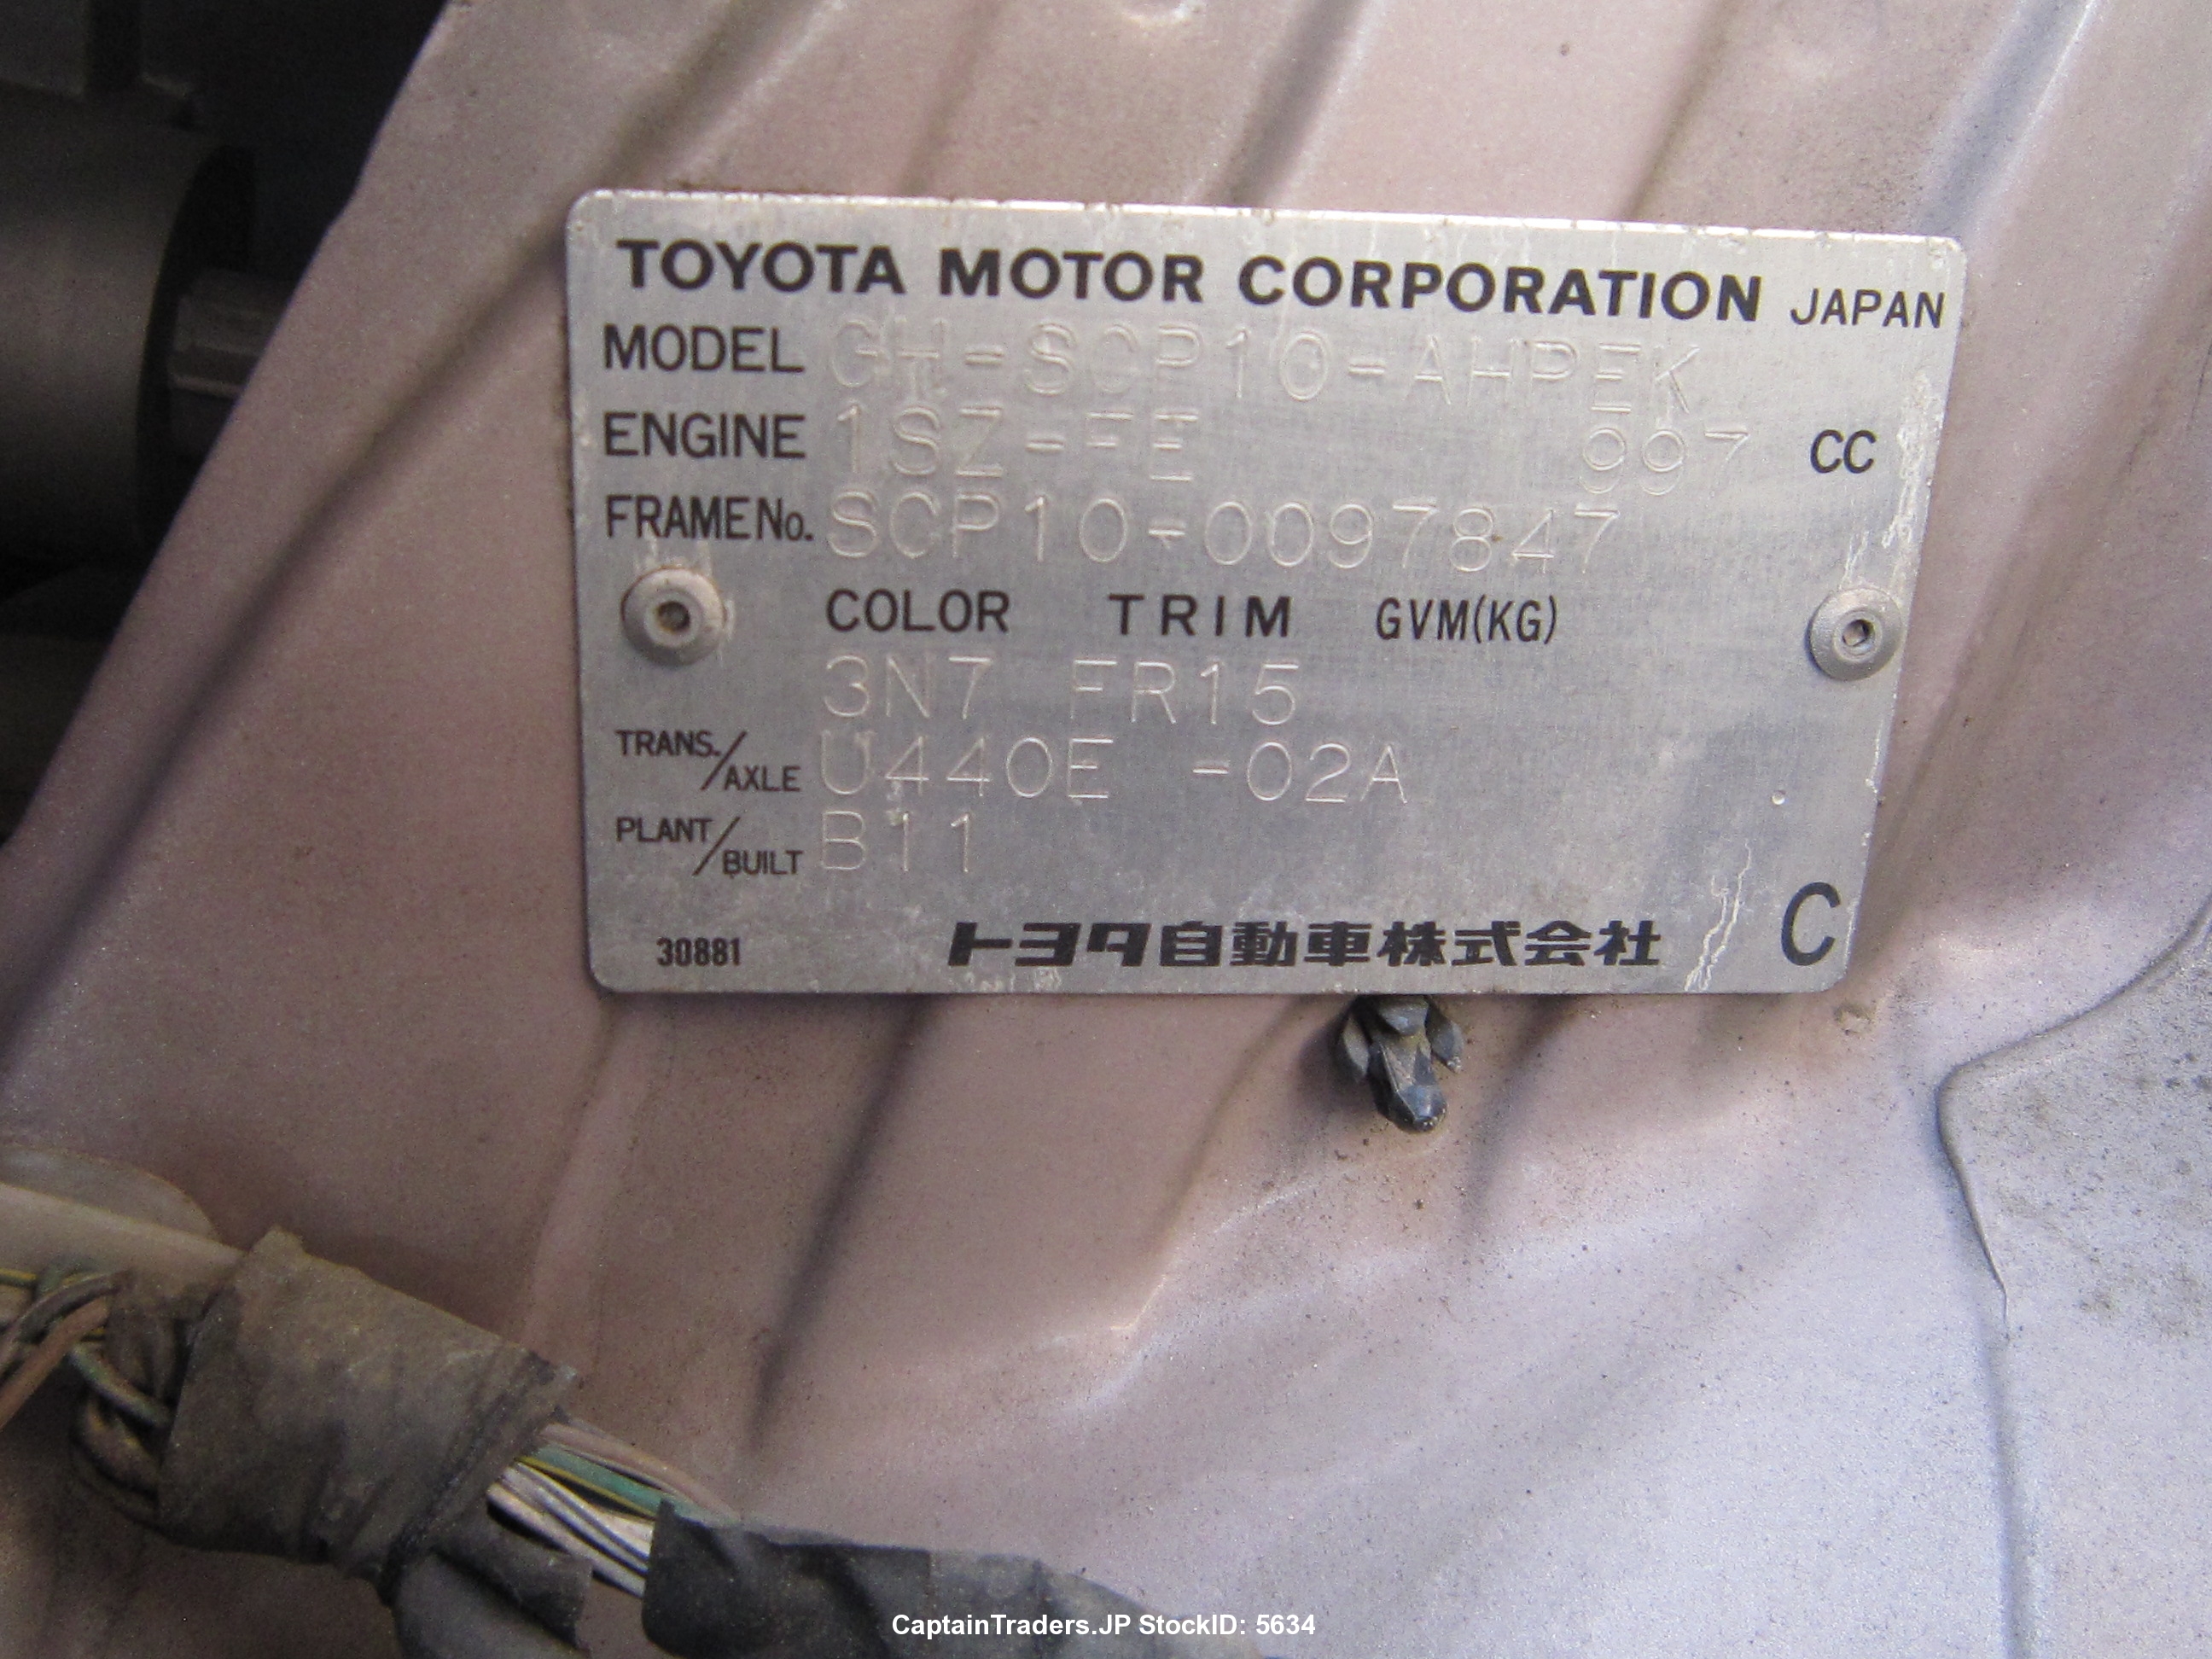 TOYOTA MOTOR CORPORATION JAPAN
MODEL GH-SCP10-AHPEK
ENGINE 1SZ-FE 997 CC
FRAME No. SCP10-0097847
COLOR TRIM GVM(KG)
3N7 FR15
TRANS./AXLE U440E -02A
PLANT/BUILT B11
30881 トヨタ自動車株式会社 C
CaptainTraders.JP StockID: 5634